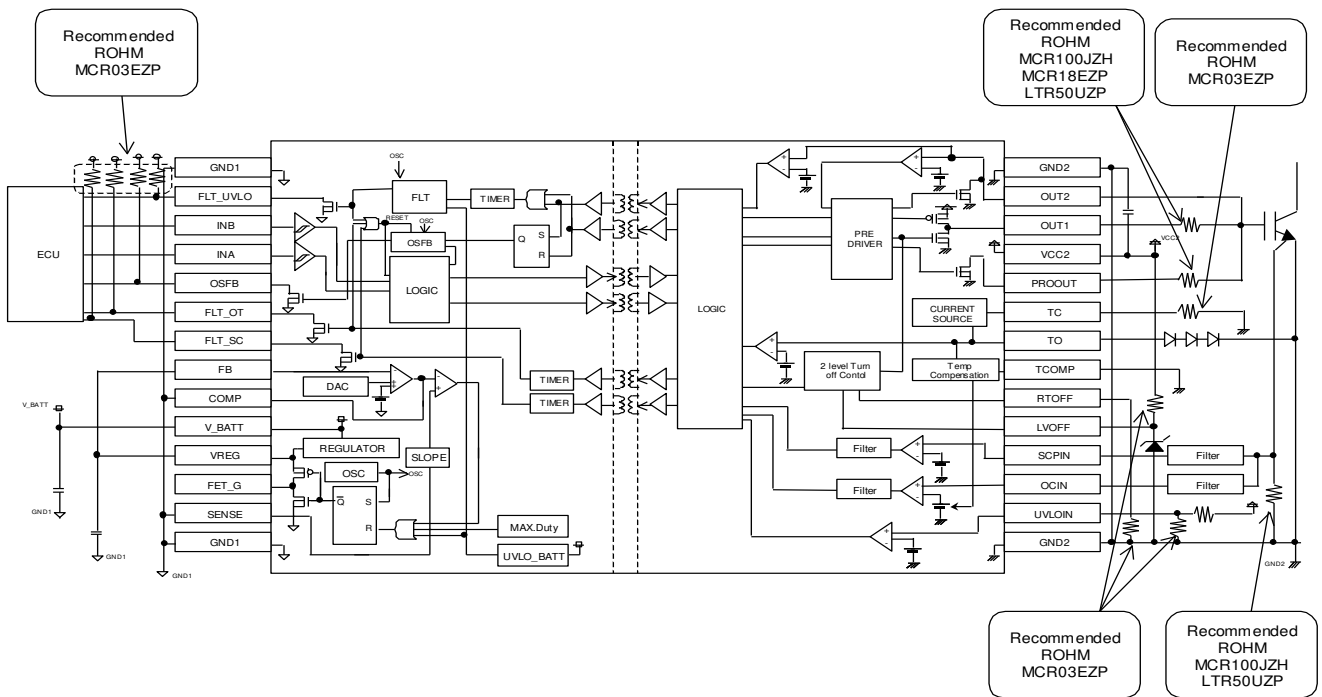 Recommended
ROHM
MCR03EZP
Recommended
ROHM
MCR100JZH
MCR18EZP
LTR50UZP
Recommended
ROHM
MCR03EZP
ECU
GND1
FLT_UVLO
INB
INA
OSFB
FLT_OT
FLT_SC
FB
COMP
V_BATT
VREG
FET_G
SENSE
GND1
V_BATT
GND1
GND1
GND1
OSC
FLT
TIMER
RESET
OSC
OSFB
Q
S
R
LOGIC
TIMER
TIMER
DAC
REGULATOR
SLOPE
OSC
OSC
Q
S
R
MAX.Duty
UVLO_BATT
LOGIC
PRE
DRIVER
CURRENT
SOURCE
2 level Turn
off Contol
Temp
Compensation
Filter
Filter
GND2
OUT2
OUT1
VCC2
PROOUT
TC
TO
TCOMP
RTOFF
LVOFF
SCPIN
OCIN
UVLOIN
GND2
VCC2
Filter
Filter
GND2
Recommended
ROHM
MCR03EZP
Recommended
ROHM
MCR100JZH
LTR50UZP